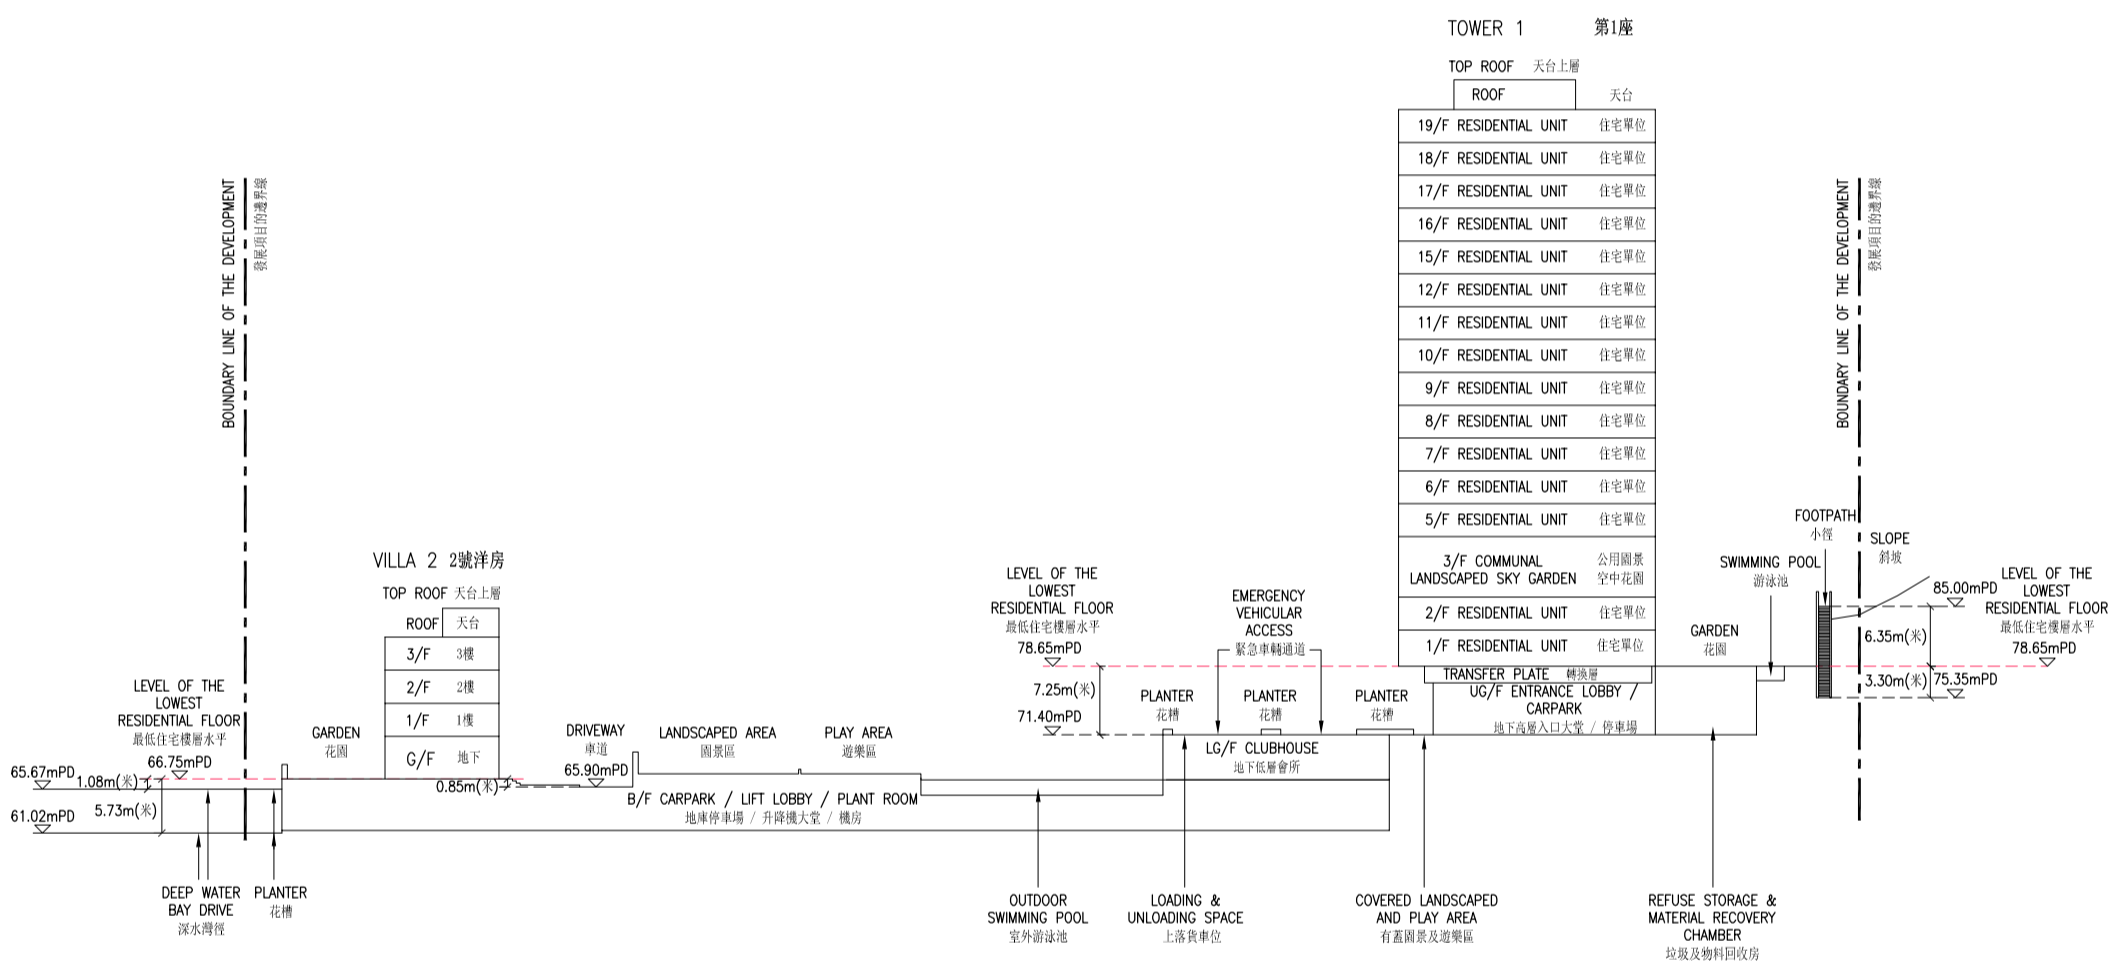 TOWER 1 第1座
TOP ROOF 天台上層
ROOF 天台
19/F RESIDENTIAL UNIT 住宅單位
18/F RESIDENTIAL UNIT 住宅單位
17/F RESIDENTIAL UNIT 住宅單位
16/F RESIDENTIAL UNIT 住宅單位
15/F RESIDENTIAL UNIT 住宅單位
12/F RESIDENTIAL UNIT 住宅單位
11/F RESIDENTIAL UNIT 住宅單位
10/F RESIDENTIAL UNIT 住宅單位
9/F RESIDENTIAL UNIT 住宅單位
8/F RESIDENTIAL UNIT 住宅單位
7/F RESIDENTIAL UNIT 住宅單位
6/F RESIDENTIAL UNIT 住宅單位
5/F RESIDENTIAL UNIT 住宅單位
3/F COMMUNAL 公用園景
LANDSCAPED SKY GARDEN 空中花園
2/F RESIDENTIAL UNIT 住宅單位
1/F RESIDENTIAL UNIT 住宅單位
TRANSFER PLATE 轉換層
UG/F ENTRANCE LOBBY /
CARPARK
地下高層入口大堂 / 停車場
BOUNDARY LINE OF THE DEVELOPMENT
發展項目的邊界線
VILLA 2 2號洋房
TOP ROOF 天台上層
ROOF 天台
3/F 3樓
2/F 2樓
1/F 1樓
G/F 地下
LEVEL OF THE
LOWEST
RESIDENTIAL FLOOR
最低住宅樓層水平
66.75mPD
65.67mPD
1.08m(米)
5.73m(米)
61.02mPD
DEEP WATER
BAY DRIVE
深水灣徑
PLANTER
花槽
GARDEN
花園
0.85m(米)
DRIVEWAY
車道
65.90mPD
LANDSCAPED AREA
園景區
PLAY AREA
遊樂區
B/F CARPARK / LIFT LOBBY / PLANT ROOM
地庫停車場 / 升降機大堂 / 機房
OUTDOOR
SWIMMING POOL
室外游泳池
LEVEL OF THE
LOWEST
RESIDENTIAL FLOOR
最低住宅樓層水平
78.65mPD
7.25m(米)
71.40mPD
EMERGENCY
VEHICULAR
ACCESS
緊急車輛通道
PLANTER
花糟
PLANTER
花糟
PLANTER
花糟
LG/F CLUBHOUSE
地下低層會所
LOADING &
UNLOADING SPACE
上落貨車位
COVERED LANDSCAPED
AND PLAY AREA
有蓋園景及遊樂區
GARDEN
花園
SWIMMING POOL
游泳池
REFUSE STORAGE &
MATERIAL RECOVERY
CHAMBER
垃圾及物料回收房
FOOTPATH
小徑
SLOPE
斜坡
BOUNDARY LINE OF THE DEVELOPMENT
發展項目的邊界線
85.00mPD
6.35m(米)
3.30m(米)
75.35mPD
LEVEL OF THE
LOWEST
RESIDENTIAL FLOOR
最低住宅樓層水平
78.65mPD